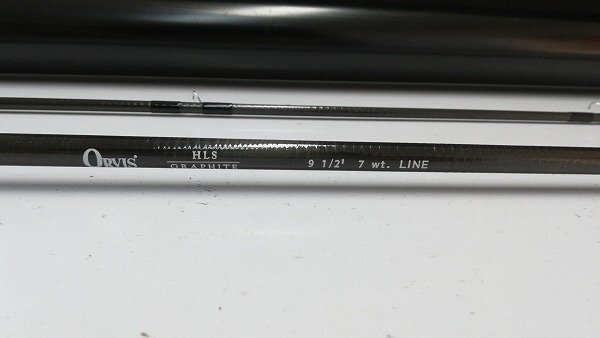 ORVIS HLS 9 1/2' 7 wt. LINE
GRAPHITE